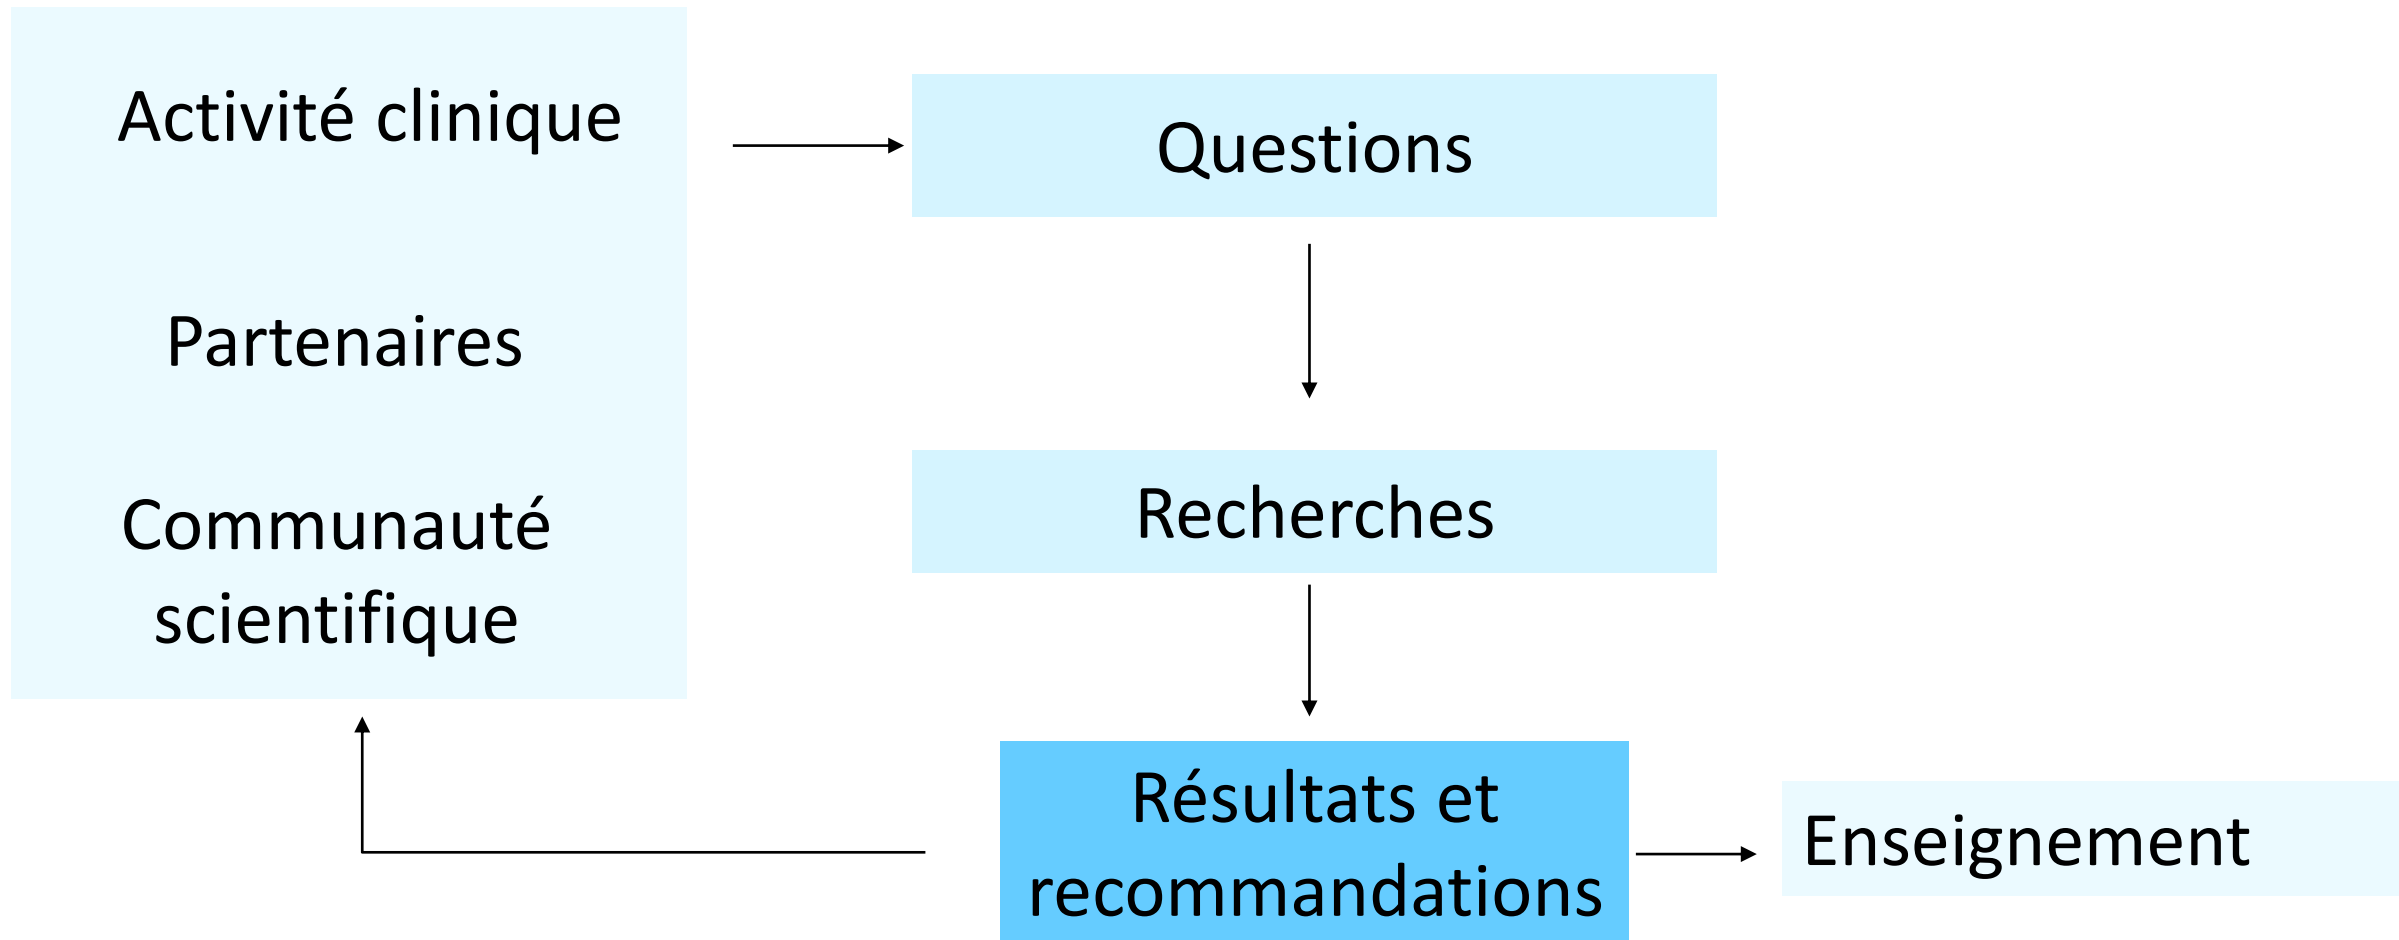 Activité clinique
Partenaires
Communauté
scientifique
Questions
Recherches
Résultats et
recommandations
Enseignement